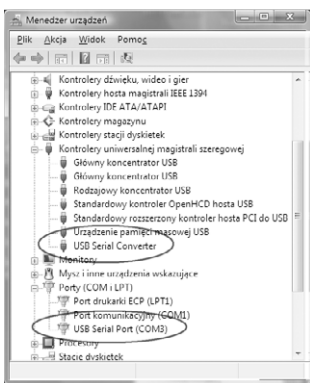 Menedżer urządzeń
Plik Akcja Widok Pomoc
Kontrolery dźwięku, wideo i gier
Kontrolery hosta magistrali IEEE 1394
Kontrolery IDE ATA/ATAPI
Kontrolery magazynu
Kontrolery stacji dyskietek
Kontrolery uniwersalnej magistrali szeregowej
Główny koncentrator USB
Główny koncentrator USB
Rodzajowy koncentrator USB
Standardowy kontroler OpenHCD hosta USB
Standardowy rozszerzony kontroler hosta PCI do USB
Urządzenie pamięci masowej USB
USB Serial Converter
Monitory
Mysz i inne urządzenia wskazujące
Porty (COM i LPT)
Port drukarki ECP (LPT1)
Port komunikacyjny (COM1)
USB Serial Port (COM3)
Procesory
Stacje dyskietek